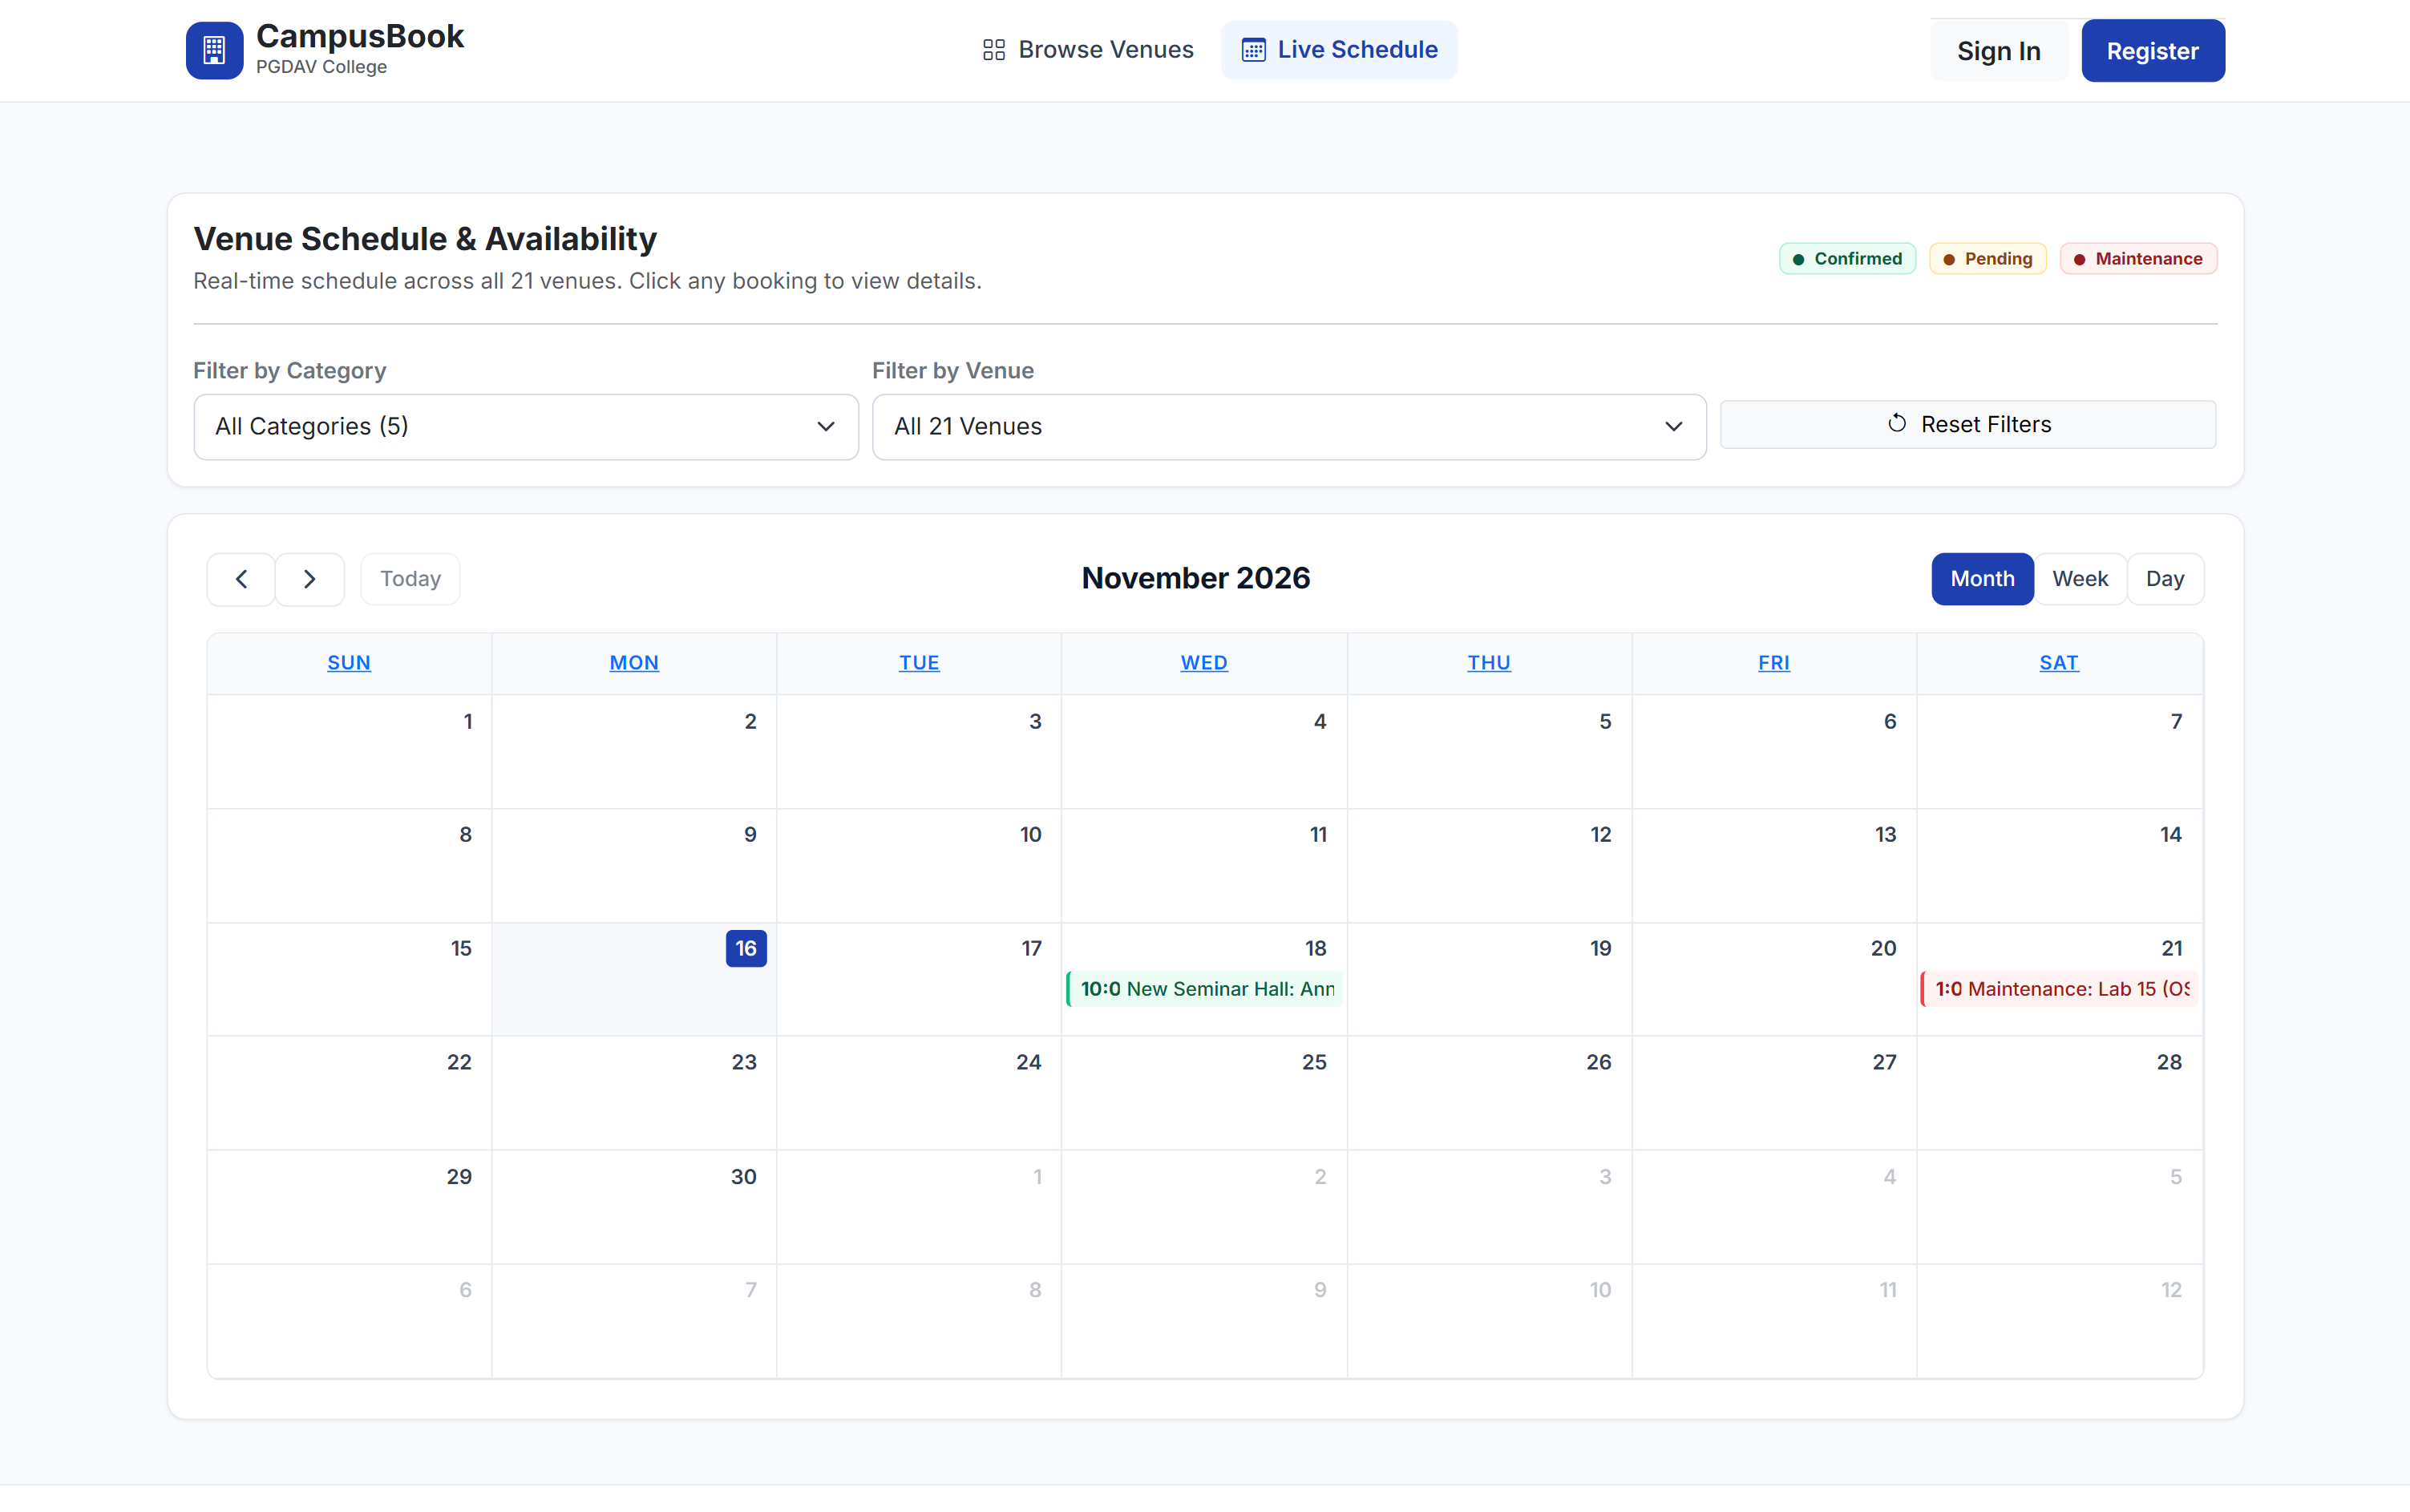 CampusBook
PGDAV College
Browse Venues
Live Schedule
Sign In
Register
Venue Schedule & Availability
Real-time schedule across all 21 venues. Click any booking to view details.
Confirmed
Pending
Maintenance
Filter by Category
Filter by Venue
All Categories (5)
All 21 Venues
Reset Filters
Today
November 2026
Month
Week
Day
SUN MON TUE WED THU FRI SAT
1 2 3 4 5 6 7
8 9 10 11 12 13 14
15 16 17 18 19 20 21
10:0 New Seminar Hall: Ann
1:0 Maintenance: Lab 15 (OS
22 23 24 25 26 27 28
29 30 1 2 3 4 5
6 7 8 9 10 11 12